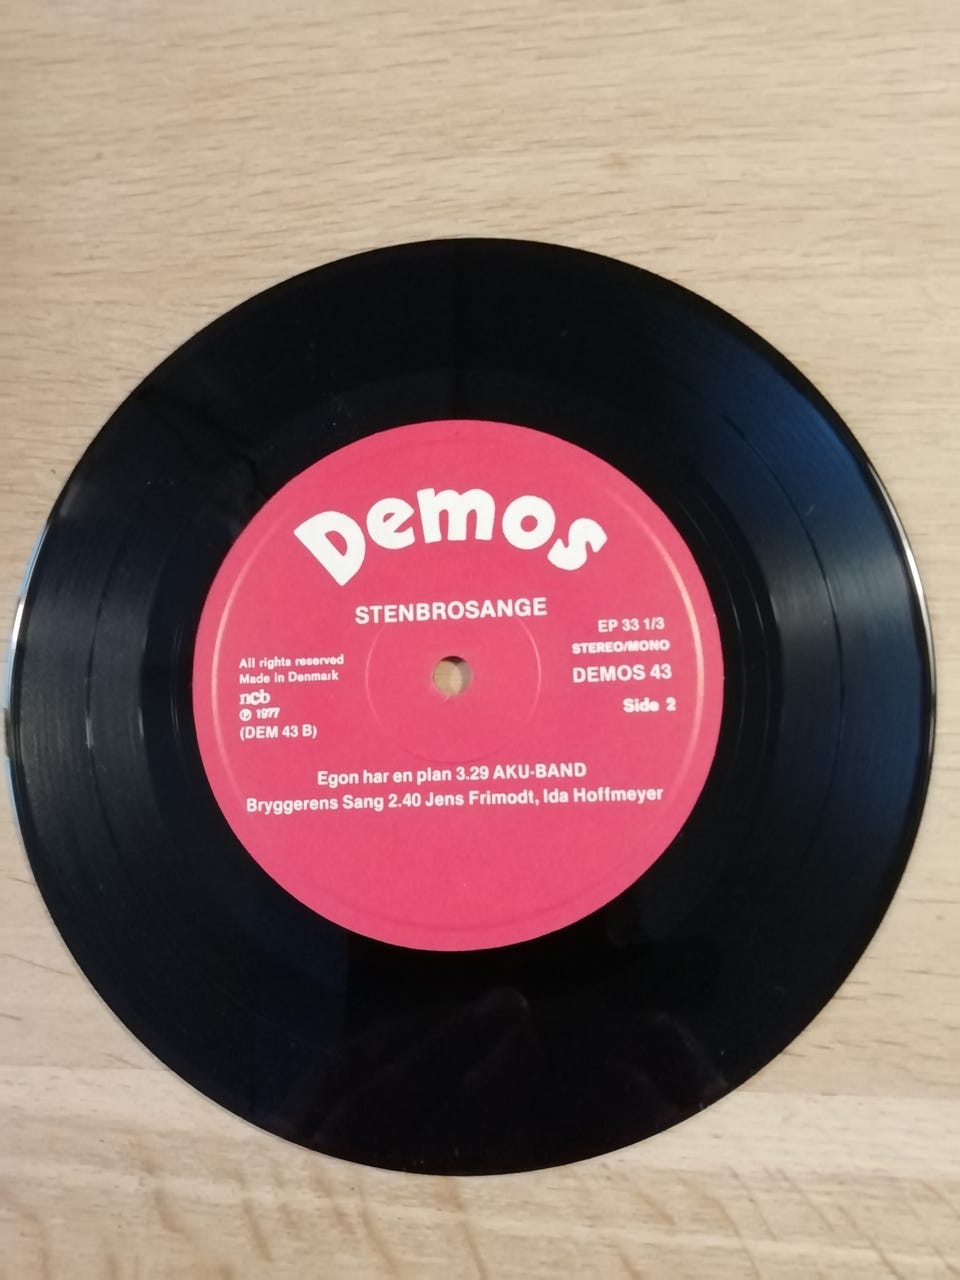 Demos
STENBROSANGE
EP 33 1/3
STEREO/MONO
DEMOS 43
Side 2
All rights reserved
Made in Denmark
ncb
℗ 1977
(DEM 43 B)
Egon har en plan 3.29 AKU-BAND
Bryggerens Sang 2.40 Jens Frimodt, Ida Hoffmeyer